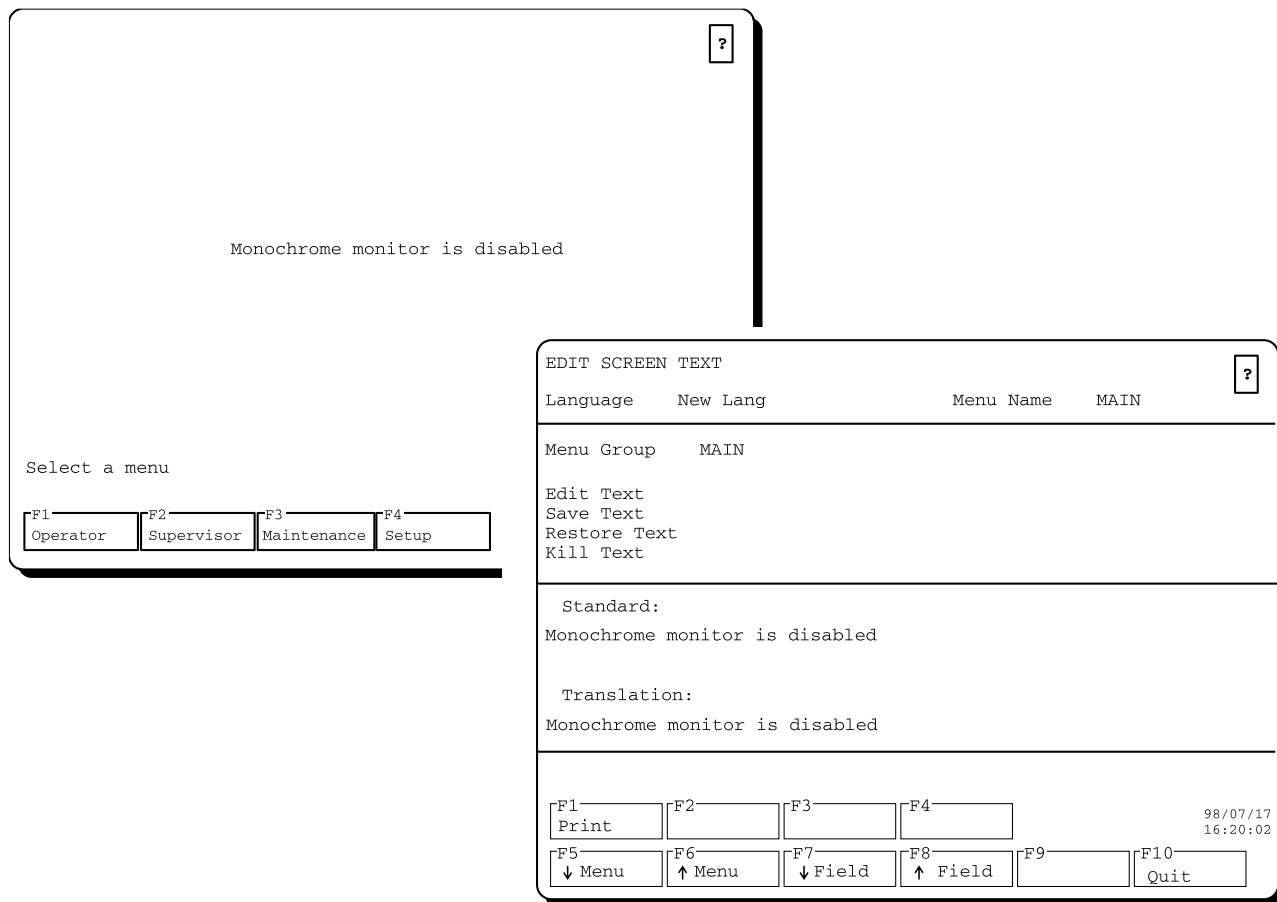 ?
Monochrome monitor is disabled
Select a menu
F1 F2 F3 F4
Operator Supervisor Maintenance Setup
EDIT SCREEN TEXT
?
Language New Lang Menu Name MAIN
Menu Group MAIN
Edit Text
Save Text
Restore Text
Kill Text
Standard:
Monochrome monitor is disabled
Translation:
Monochrome monitor is disabled
F1 F2 F3 F4
Print
98/07/17
16:20:02
F5 F6 F7 F8 F9 F10
↓ Menu ↑ Menu ↓ Field ↑ Field Quit